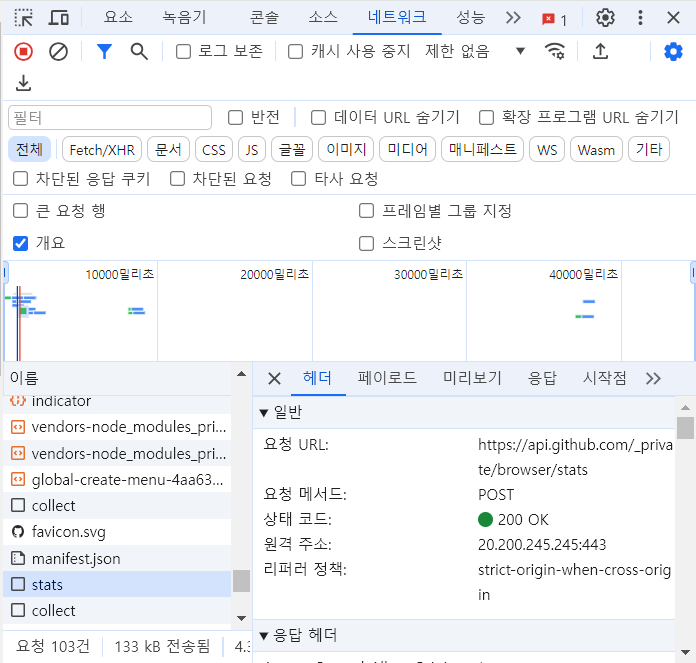 요소 녹음기 콘솔 소스 네트워크 성능 1
로그 보존 캐시 사용 중지 제한 없음
필터 반전 데이터 URL 숨기기 확장 프로그램 URL 숨기기
전체 Fetch/XHR 문서 CSS JS 글꼴 이미지 미디어 매니페스트 WS Wasm 기타
차단된 응답 쿠키 차단된 요청 타사 요청
큰 요청 행 프레임별 그룹 지정
개요 스크린샷
10000밀리초 20000밀리초 30000밀리초 40000밀리초
이름
indicator
vendors-node_modules_pri...
vendors-node_modules_pri...
global-create-menu-4aa63...
collect
favicon.svg
manifest.json
stats
collect
요청 103건 133 kB 전송됨 4.
헤더 페이로드 미리보기 응답 시작점
일반
요청 URL: https://api.github.com/_priva
te/browser/stats
요청 메서드: POST
상태 코드: 200 OK
원격 주소: 20.200.245.245:443
리퍼러 정책: strict-origin-when-cross-orig
in
응답 헤더